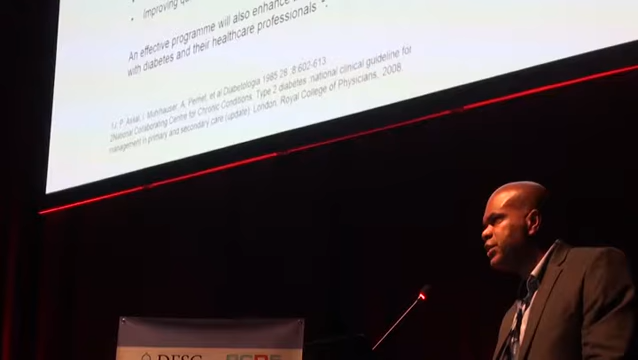 • Improving
An effective programme will also enhance
with diabetes and their healthcare professionals.
et al Diabetologia 1985 28 :8:602-613
National Collaborating Centre for Chronic Conditions. Type 2 diabetes :national clinical guideline for
management in primary and secondary care (update). London, Royal College of Physicians. 2008.